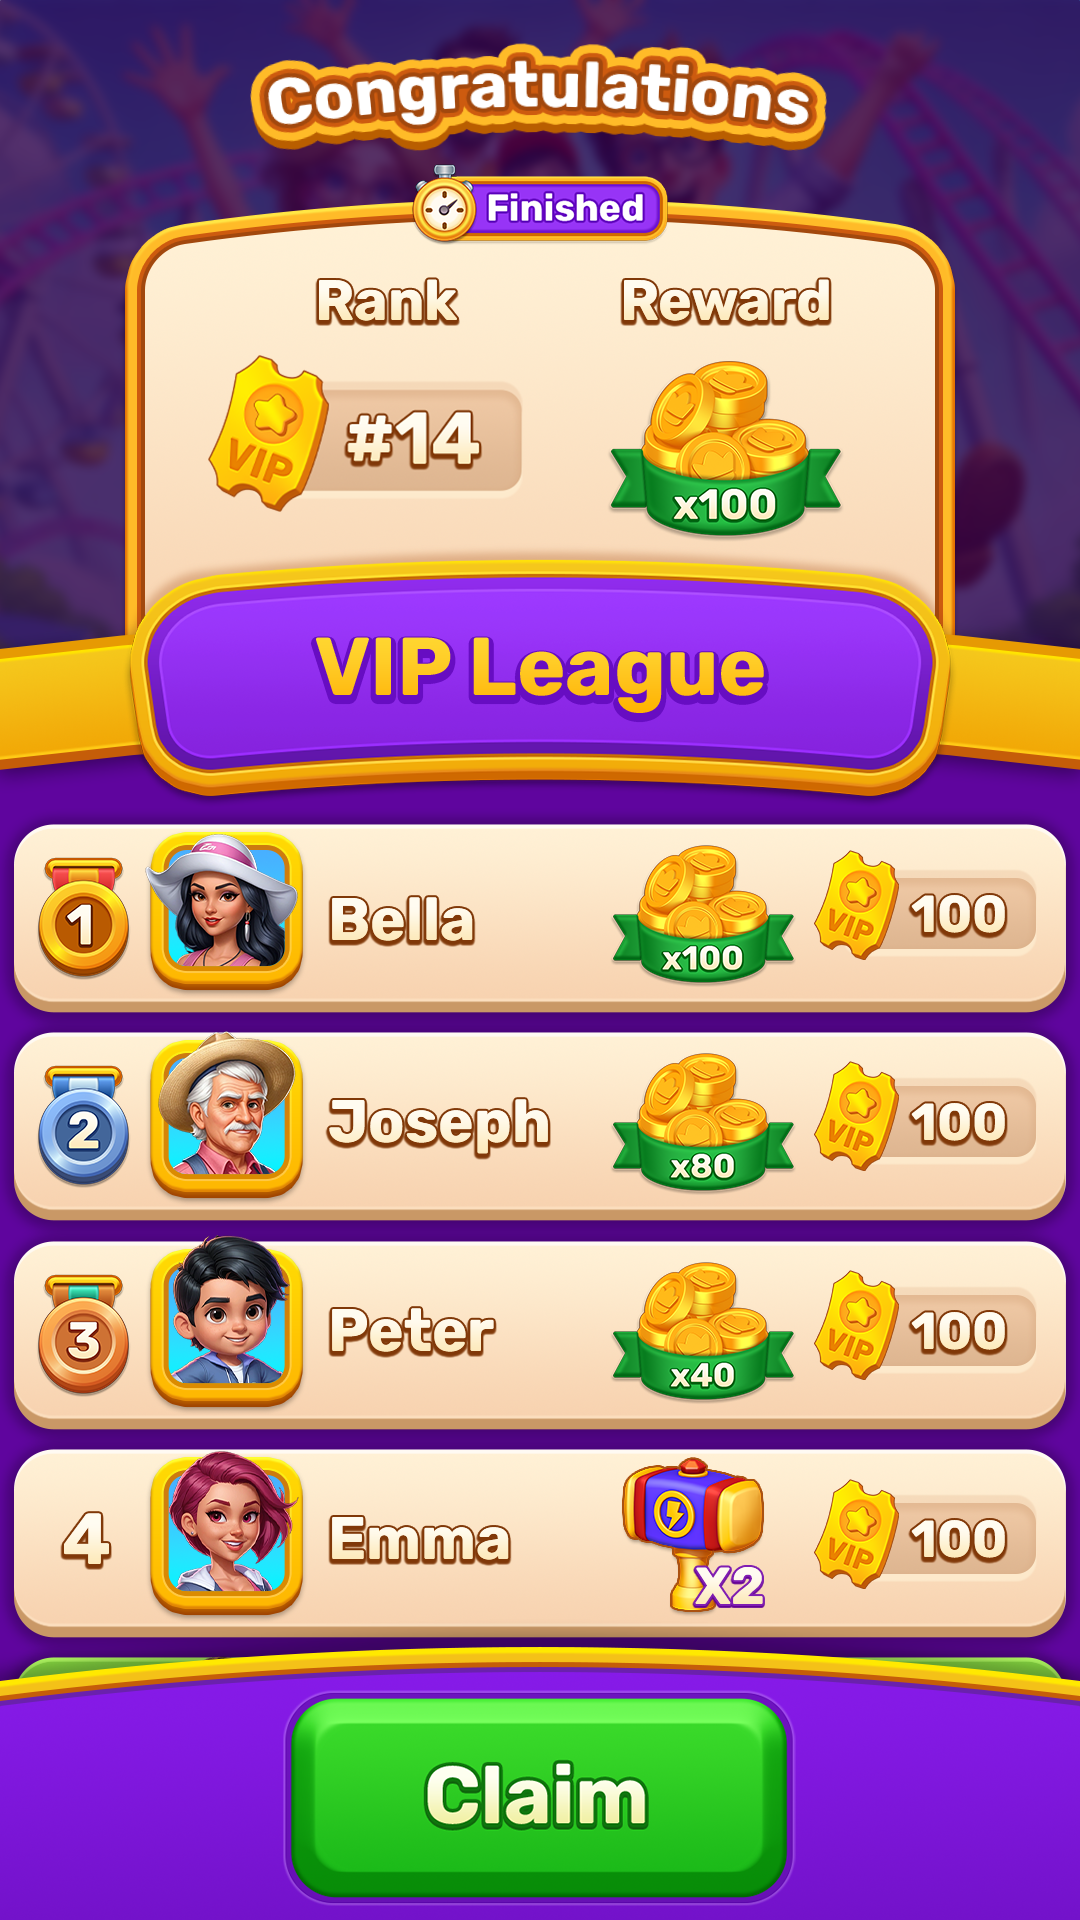 Congratulations
Finished
Rank Reward
VIP #14 x100
VIP League
1 Bella x100 VIP 100
2 Joseph x80 VIP 100
3 Peter x40 VIP 100
4 Emma X2 VIP 100
Claim